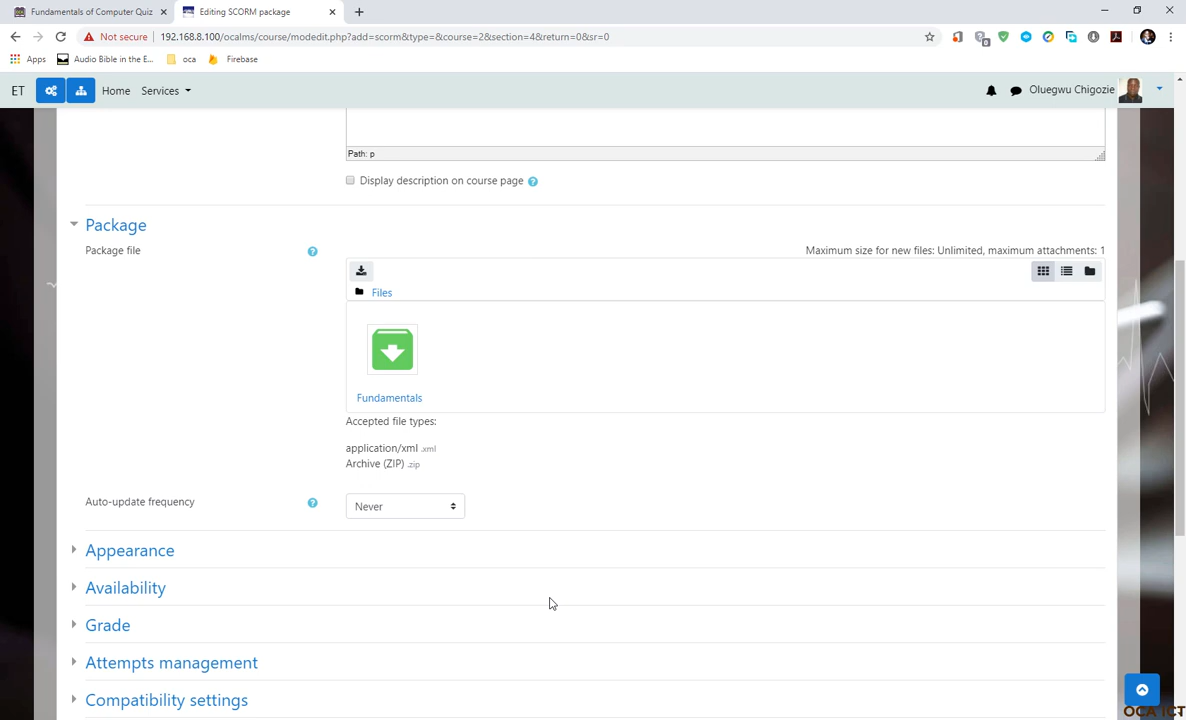 Fundamentals of Computer Quiz
Editing SCORM package
Not secure 192.168.8.100/ocalms/course/modedit.php?add=scorm&type=&course=2&section=4&return=0&sr=0
Apps Audio Bible in the E... oca Firebase
ET Home Services Oluegwu Chigozie
Path: p
Display description on course page
Package
Package file
Maximum size for new files: Unlimited, maximum attachments: 1
Files
Fundamentals
Accepted file types:
application/xml .xml
Archive (ZIP) .zip
Auto-update frequency
Never
Appearance
Availability
Grade
Attempts management
Compatibility settings
OCA ICT